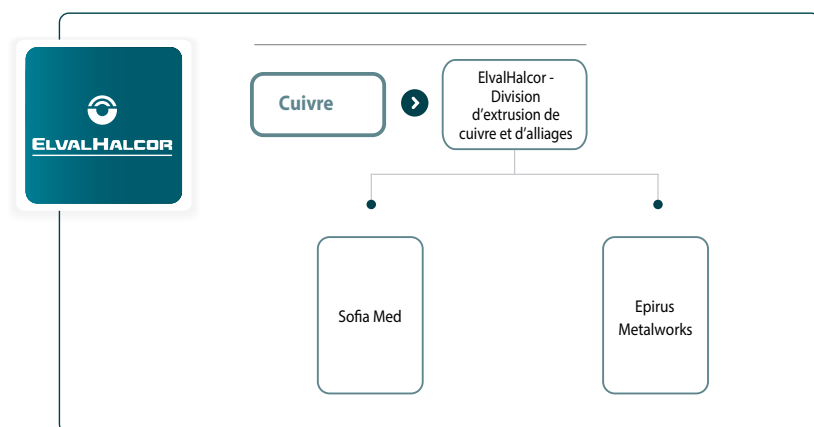 ELVALHALCOR
Cuivre
ElvalHalcor -
Division
d'extrusion de
cuivre et d'alliages
Sofia Med
Epirus
Metalworks